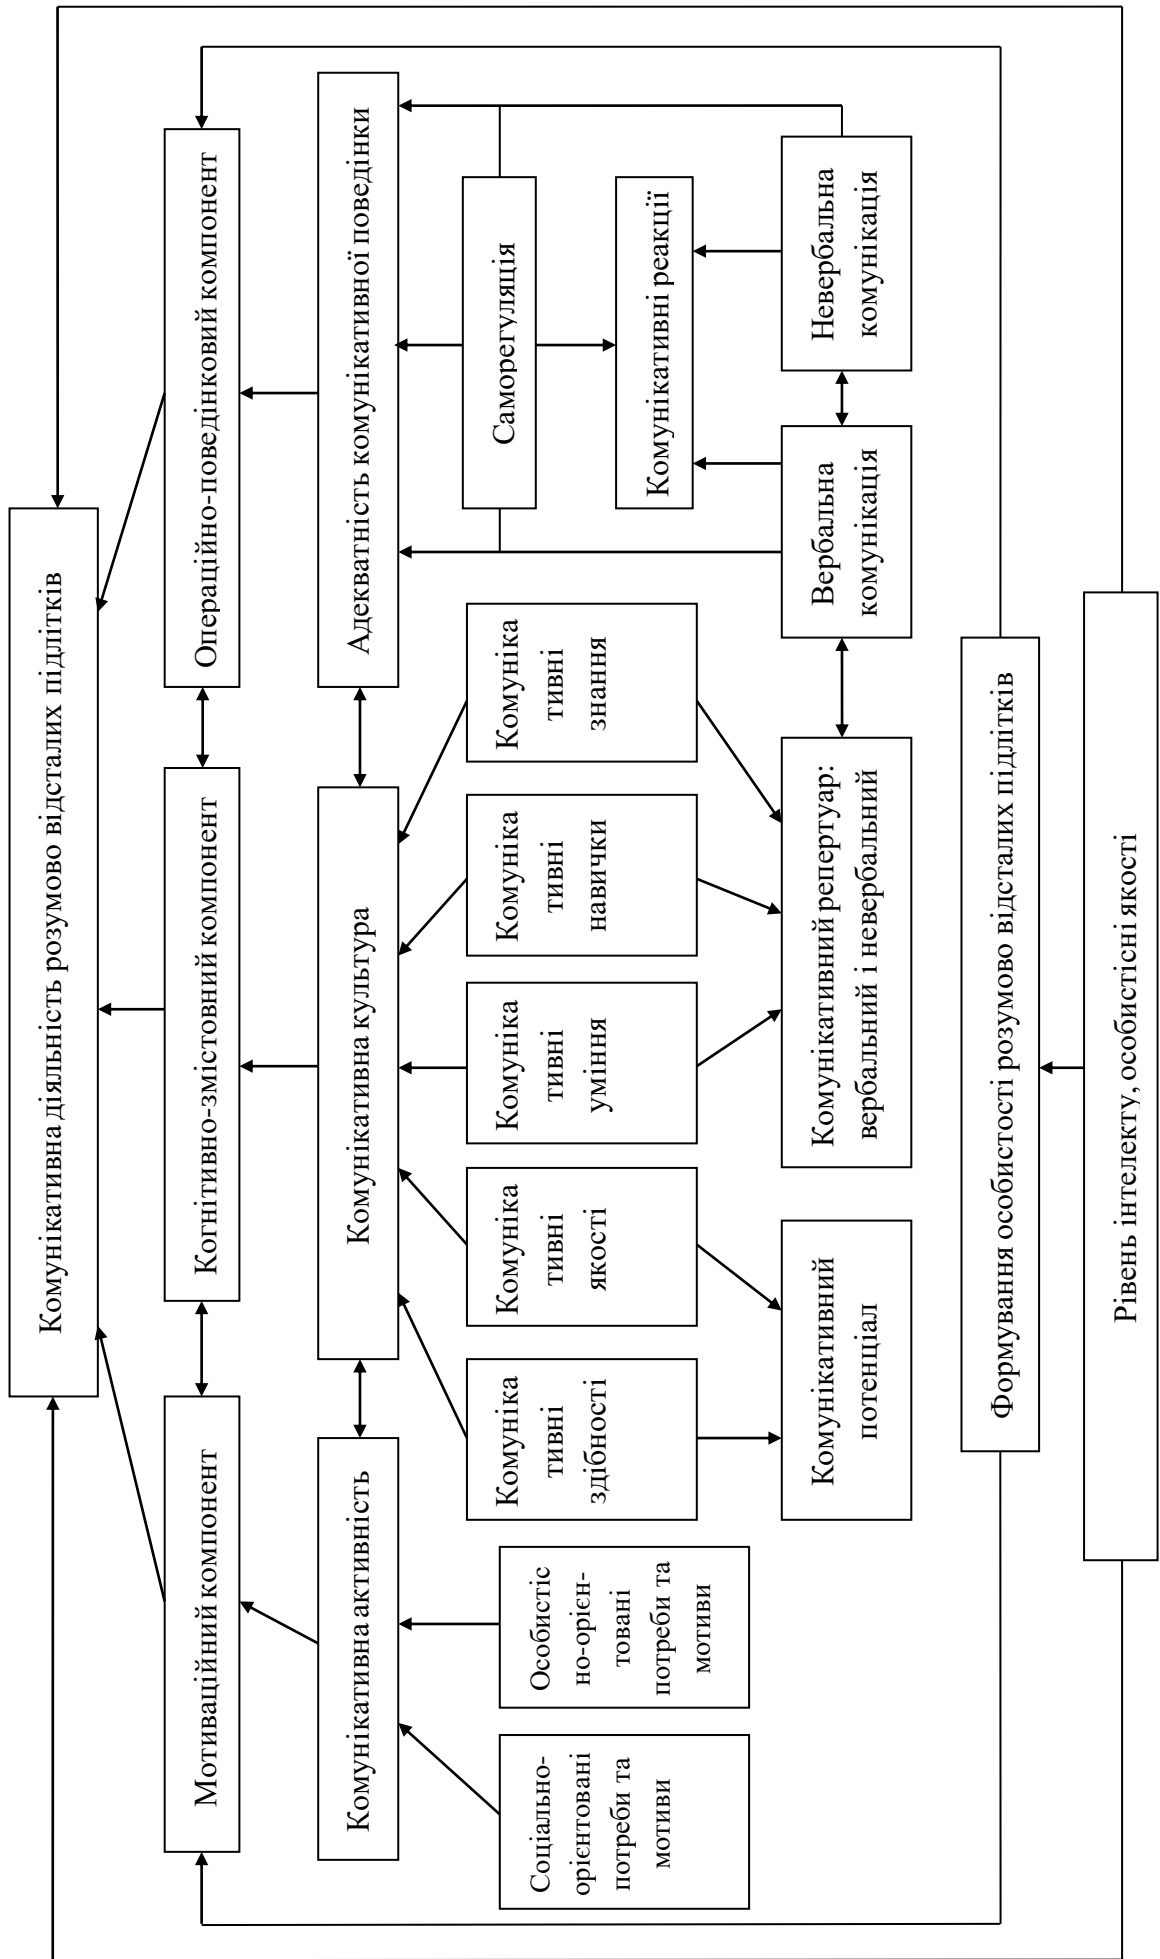 Комунікативна діяльність розумово відсталих підлітків
Мотиваційний компонент
Когнітивно-змістовний компонент
Операційно-поведінковий компонент
Комунікативна активність
Комунікативна культура
Адекватність комунікативної поведінки
Соціально-
орієнтовані
потреби та
мотиви
Особистіс
но-орієн-
товані
потреби та
мотиви
Комуніка
тивні
здібності
Комуніка
тивні
якості
Комуніка
тивні
уміння
Комуніка
тивні
навички
Комуніка
тивні
знання
Саморегуляція
Комунікативні реакції
Комунікативний
потенціал
Комунікативний репертуар:
вербальний і невербальний
Вербальна
комунікація
Невербальна
комунікація
Формування особистості розумово відсталих підлітків
Рівень інтелекту, особистісні якості